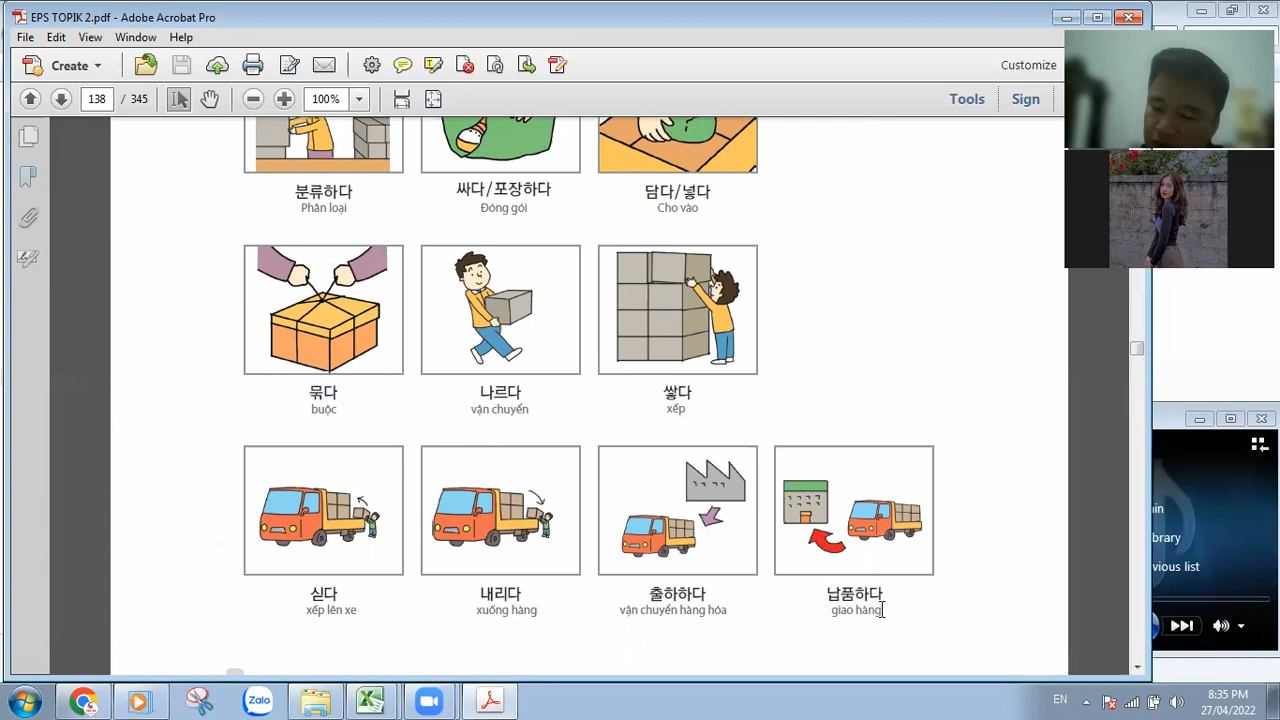 EPS TOPIK 2.pdf - Adobe Acrobat Pro
File Edit View Window Help
Create
Customize
138 / 345
100%
Tools Sign
분류하다 싸다/포장하다 담다/넣다
Phân loại Đóng gói Cho vào
묶다 나르다 쌓다
buộc vận chuyển xếp
싣다 내리다 출하하다 납품하다
xếp lên xe xuống hàng vận chuyển hàng hóa giao hàng
ibrary
vious list
Zalo
EN
8:35 PM
27/04/2022